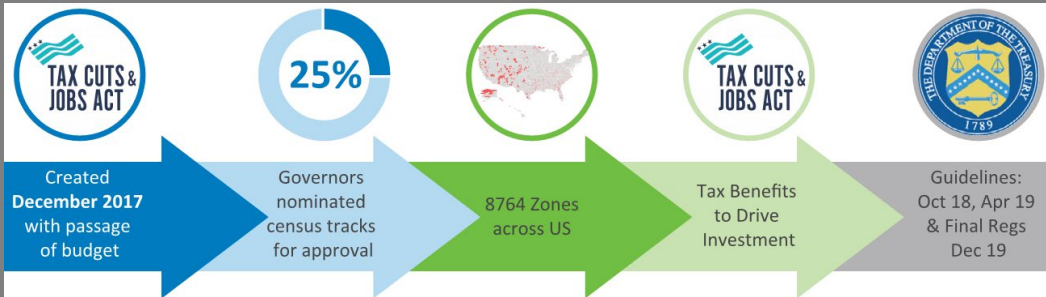 TAX CUTS &
JOBS ACT
25%
TAX CUTS &
JOBS ACT
THE DEPARTMENT OF THE TREASURY
1789
Created
December 2017
with passage
of budget
Governors
nominated
census tracks
for approval
8764 Zones
across US
Tax Benefits
to Drive
Investment
Guidelines:
Oct 18, Apr 19
& Final Regs
Dec 19